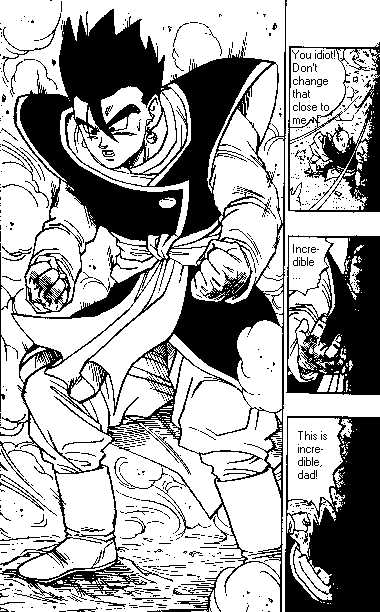 You idiot!!
Don't
change
that
close to
me
Incre-
dible
...
This is
incre-
dible,
dad!